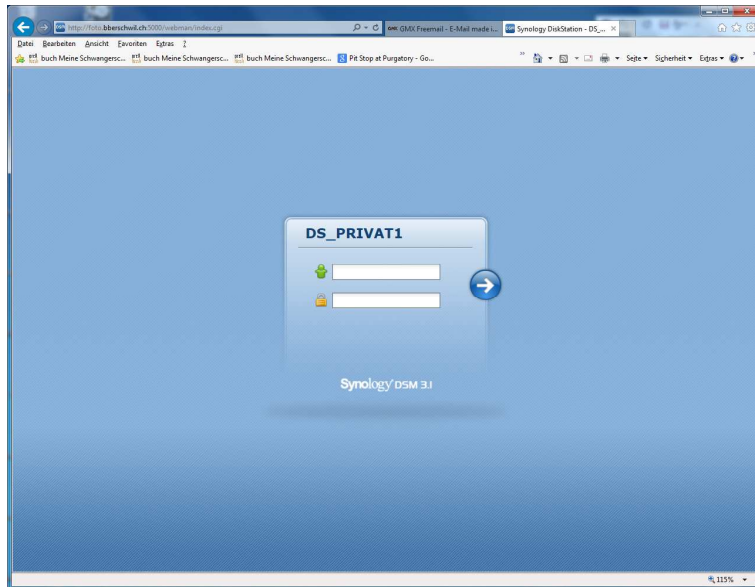 http://foto.bberschwil.ch:5000/webman/index.cgi
GMX Freemail - E-Mail made i...
Synology DiskStation - DS_...
Datei Bearbeiten Ansicht Favoriten Extras ?
buch Meine Schwangersc... buch Meine Schwangersc... buch Meine Schwangersc... Pit Stop at Purgatory - Go...
Seite Sicherheit Extras
DS_PRIVAT1
Synology DSM 3.1
115%